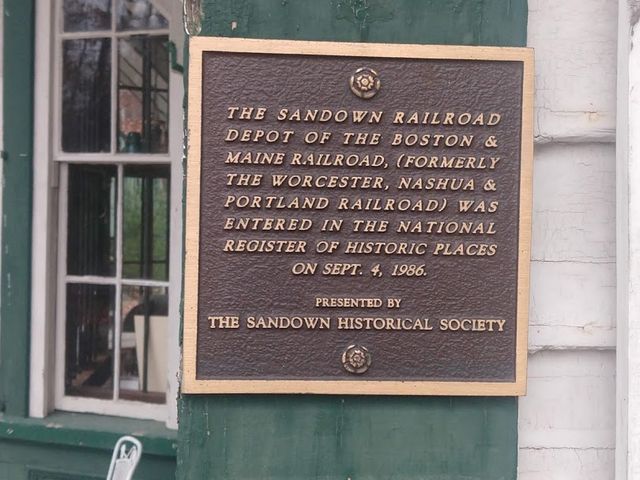 THE SANDOWN RAILROAD
DEPOT OF THE BOSTON &
MAINE RAILROAD, (FORMERLY
THE WORCESTER, NASHUA &
PORTLAND RAILROAD) WAS
ENTERED IN THE NATIONAL
REGISTER OF HISTORIC PLACES
ON SEPT. 4, 1986.
PRESENTED BY
THE SANDOWN HISTORICAL SOCIETY